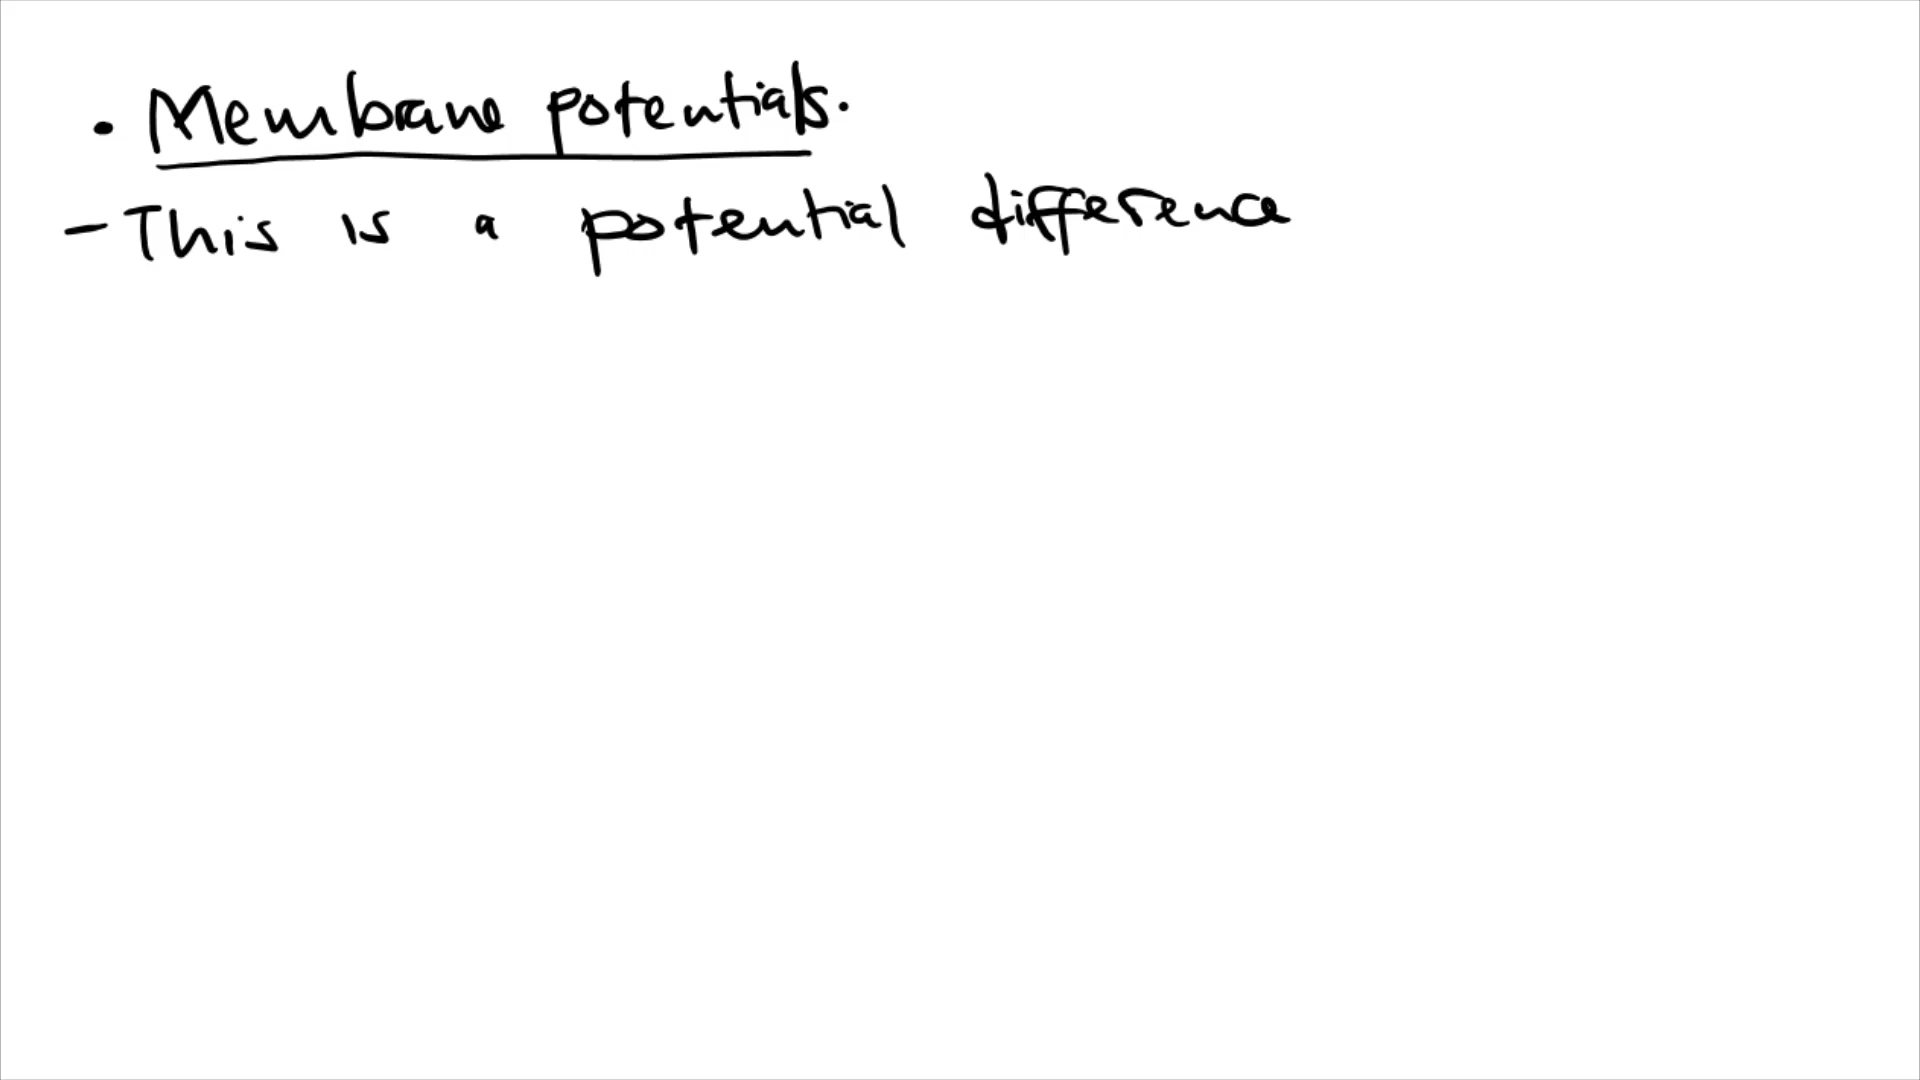 • Membrane potentials.
- This is a potential difference